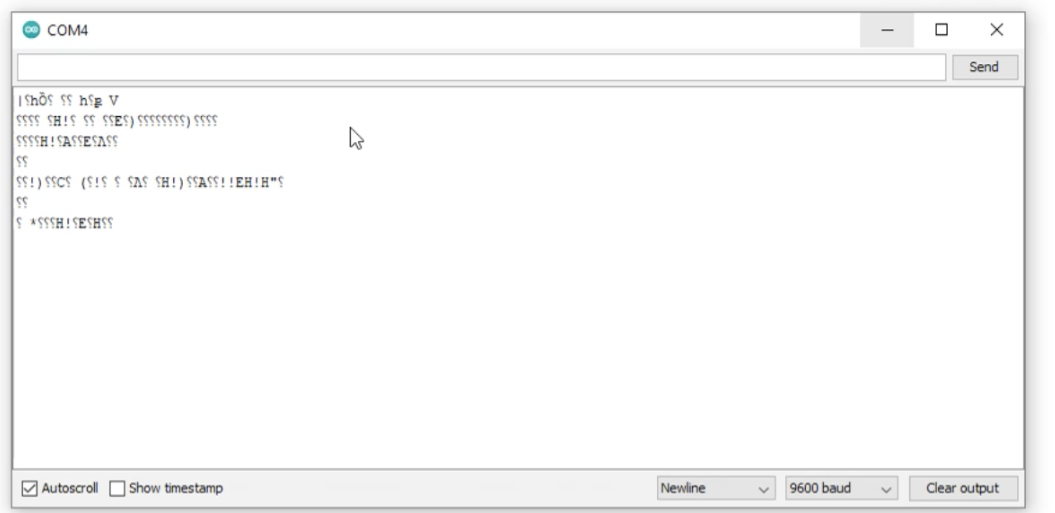 COM4
Send
|⸮hÕ⸮ ⸮⸮ h⸮ V
⸮⸮⸮⸮ ⸮H!⸮ ⸮⸮ ⸮⸮E⸮)⸮⸮⸮⸮⸮⸮⸮⸮)⸮⸮⸮⸮
⸮⸮⸮⸮H!⸮A⸮⸮E⸮Λ⸮⸮
⸮⸮
⸮⸮!)⸮⸮C⸮ (⸮!⸮ ⸮ ⸮Λ⸮ ⸮H!)⸮⸮A⸮⸮!!EH!H"⸮
⸮⸮
⸮ *⸮⸮⸮H!⸮E⸮H⸮⸮
Autoscroll Show timestamp Newline 9600 baud Clear output